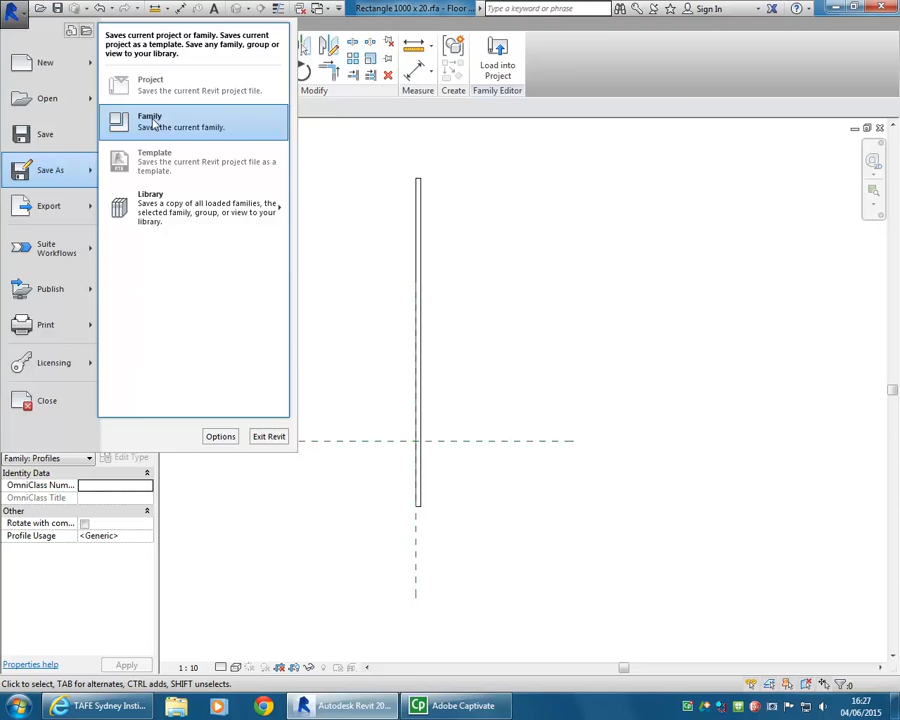 Rectangle 1000 x 20.rfa - Floor ...
Type a keyword or phrase
Sign In
Saves current project or family. Saves current
project as a template. Save any family, group or
view to your library.
New
Project
Saves the current Revit project file.
Open
Family
Saves the current family.
Save
Template
Saves the current Revit project file as a
template.
Save As
Library
Saves a copy of all loaded families, the
selected family, group, or view to your
library.
Export
Suite
Workflows
Publish
Print
Licensing
Close
Options
Exit Revit
Load into
Project
Modify
Measure
Create
Family Editor
Family: Profiles
Edit Type
Identity Data
OmniClass Num...
OmniClass Title
Other
Rotate with com...
Profile Usage
<Generic>
Properties help
Apply
1 : 10
Click to select, TAB for alternates, CTRL adds, SHIFT unselects.
:0
TAFE Sydney Insti...
Autodesk Revit 20...
Adobe Captivate
16:27
04/06/2015